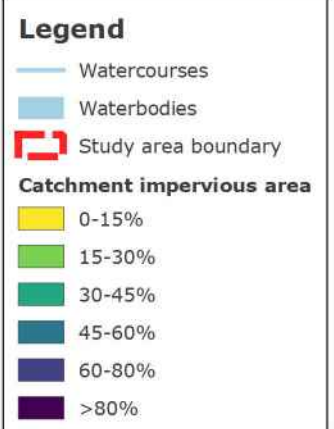 Legend
Watercourses
Waterbodies
Study area boundary
Catchment impervious area
0-15%
15-30%
30-45%
45-60%
60-80%
>80%